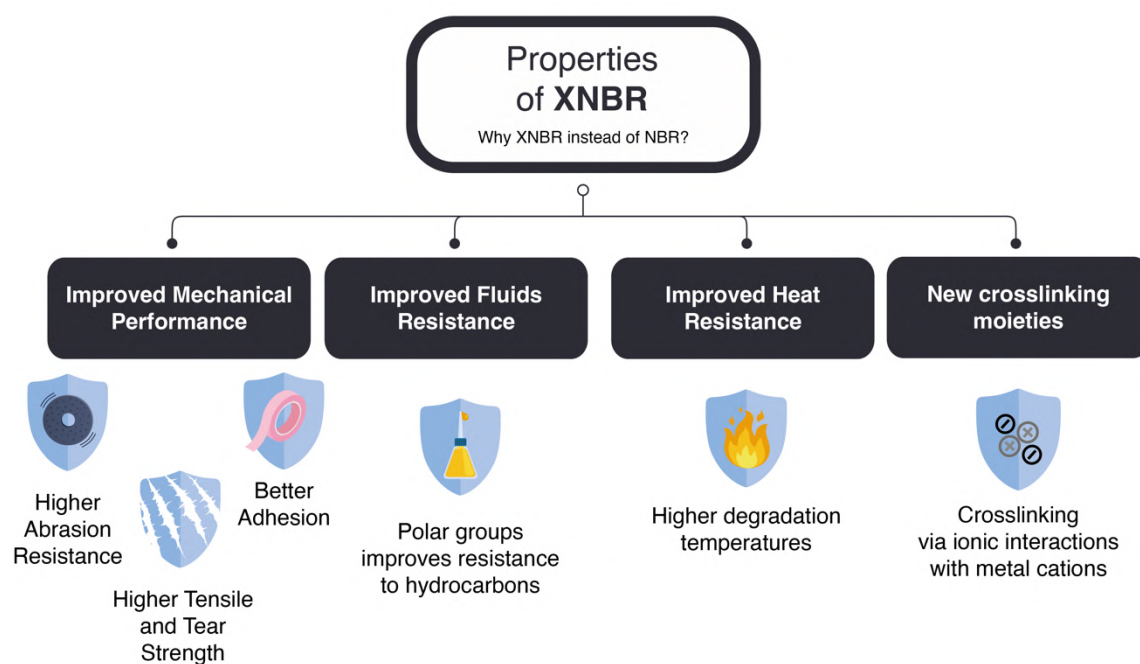 Properties
of XNBR
Why XNBR instead of NBR?
Improved Mechanical
Performance
Improved Fluids
Resistance
Improved Heat
Resistance
New crosslinking
moieties
Higher
Abrasion
Resistance
Higher Tensile
and Tear
Strength
Better
Adhesion
Polar groups
improves resistance
to hydrocarbons
Higher degradation
temperatures
Crosslinking
via ionic interactions
with metal cations